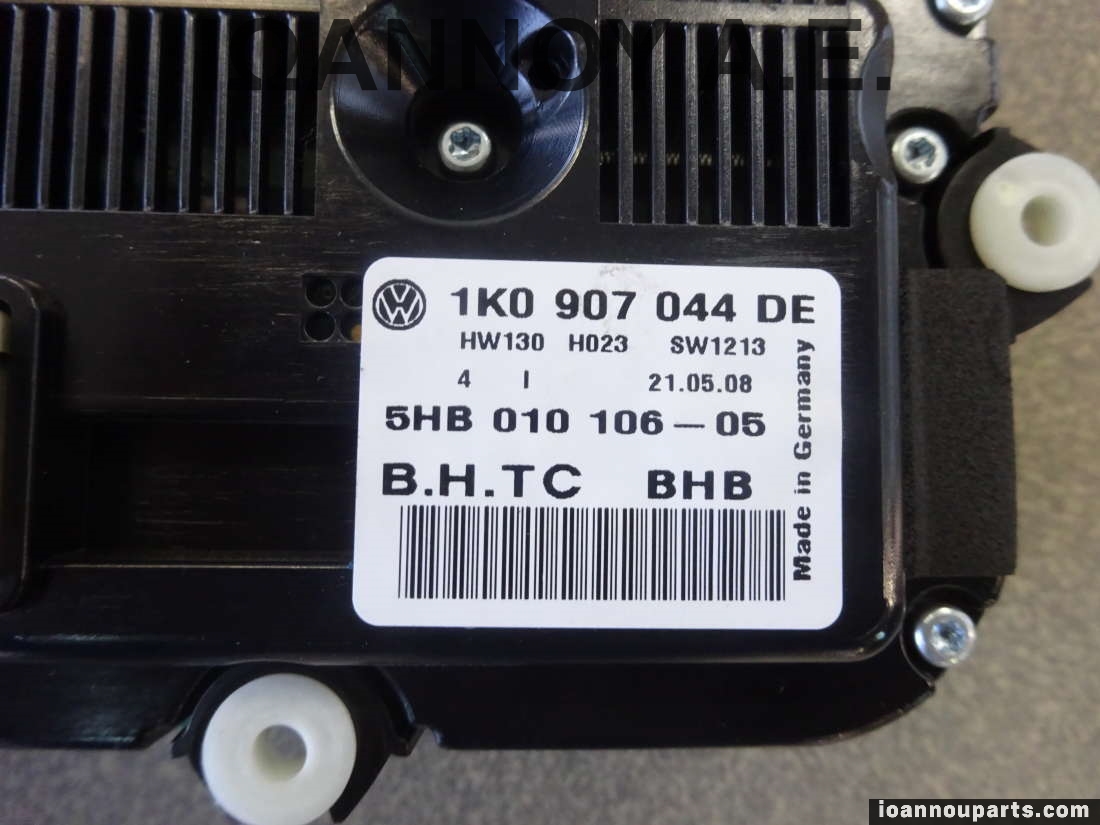 ΙΩANNOY A.E.
1K0 907 044 DE
HW130 H023 SW1213
4 I 21.05.08
5HB 010 106 — 05
B.H.TC BHB
Made in Germany
ioannouparts.com